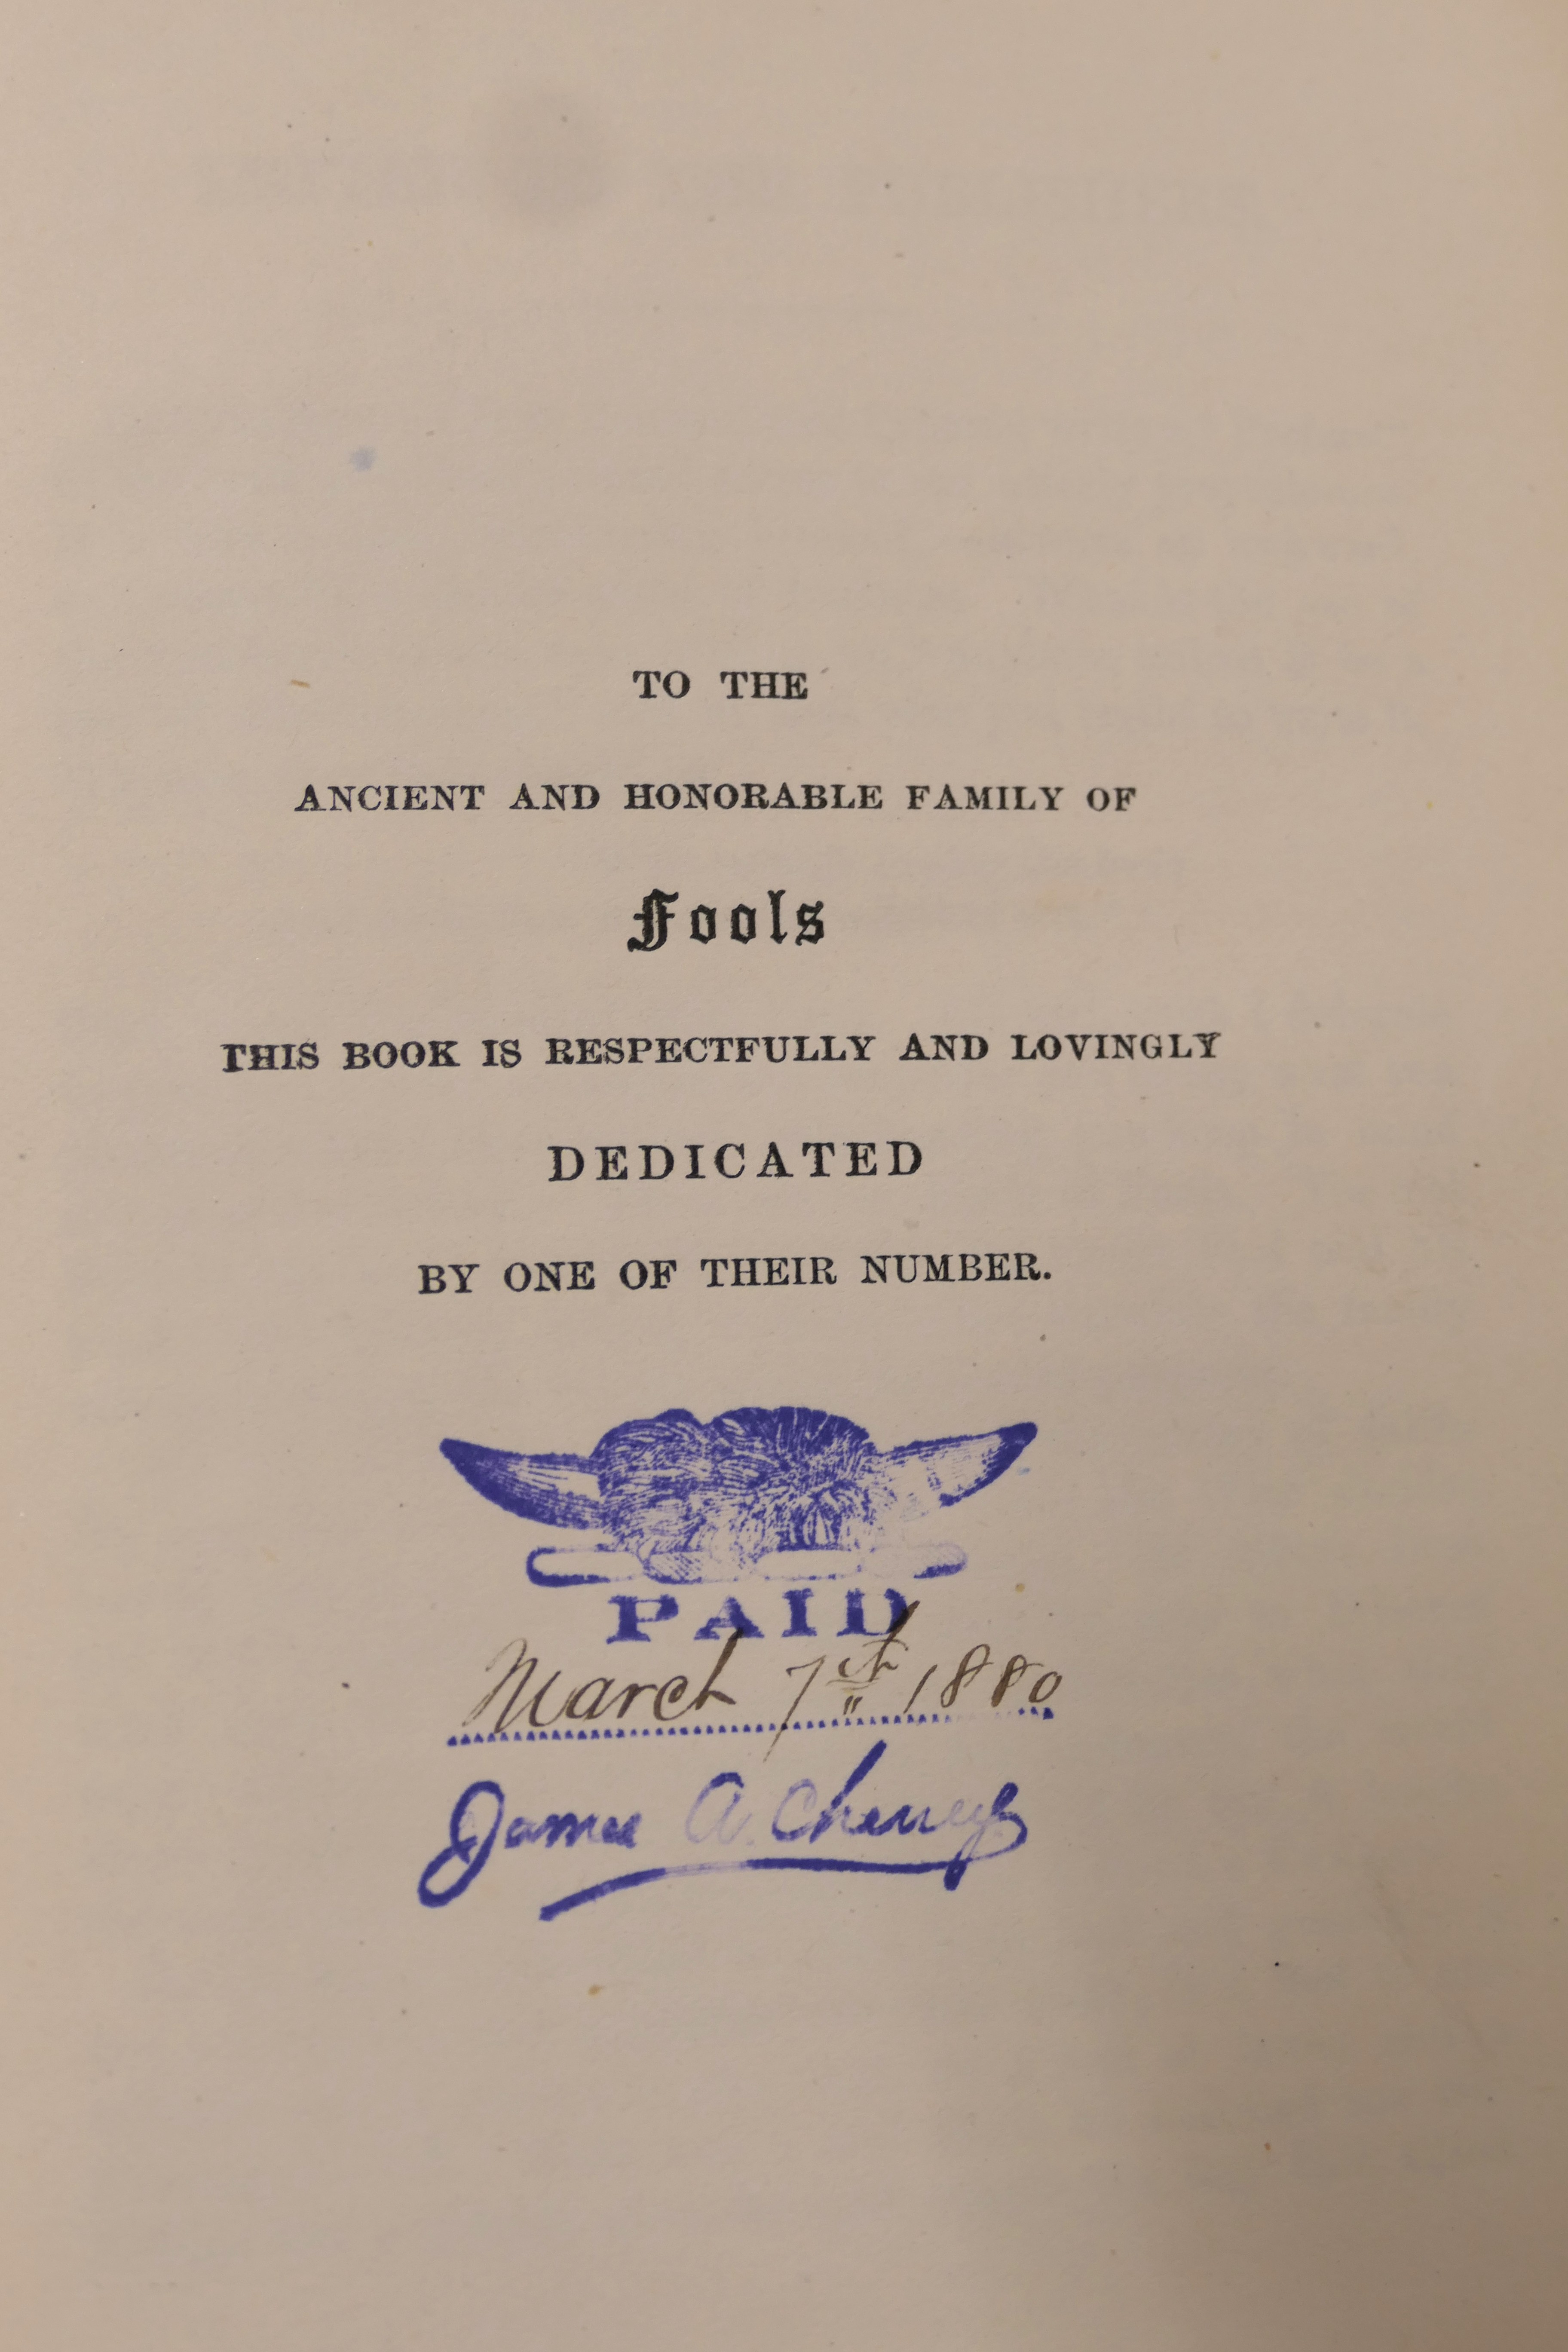 TO THE
ANCIENT AND HONORABLE FAMILY OF
Fools
THIS BOOK IS RESPECTFULLY AND LOVINGLY
DEDICATED
BY ONE OF THEIR NUMBER.
PAID
March 7th 1880
James A. Cherry